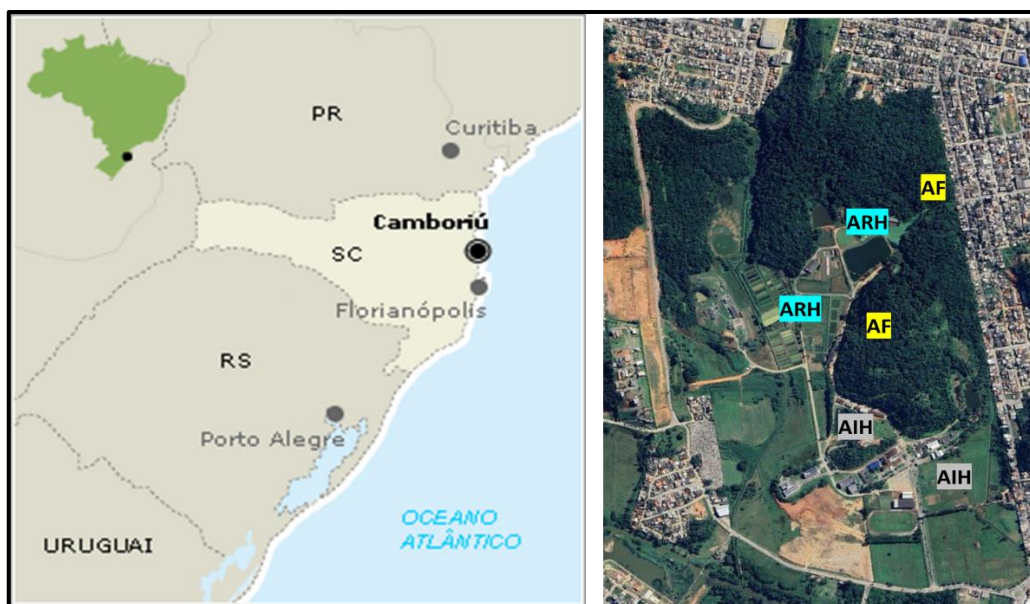 PR
Curitiba
Camboriú
SC
Florianópolis
RS
Porto Alegre
OCEANO
ATLÂNTICO
URUGUAI
AF
ARH
ARH
AF
AIH
AIH